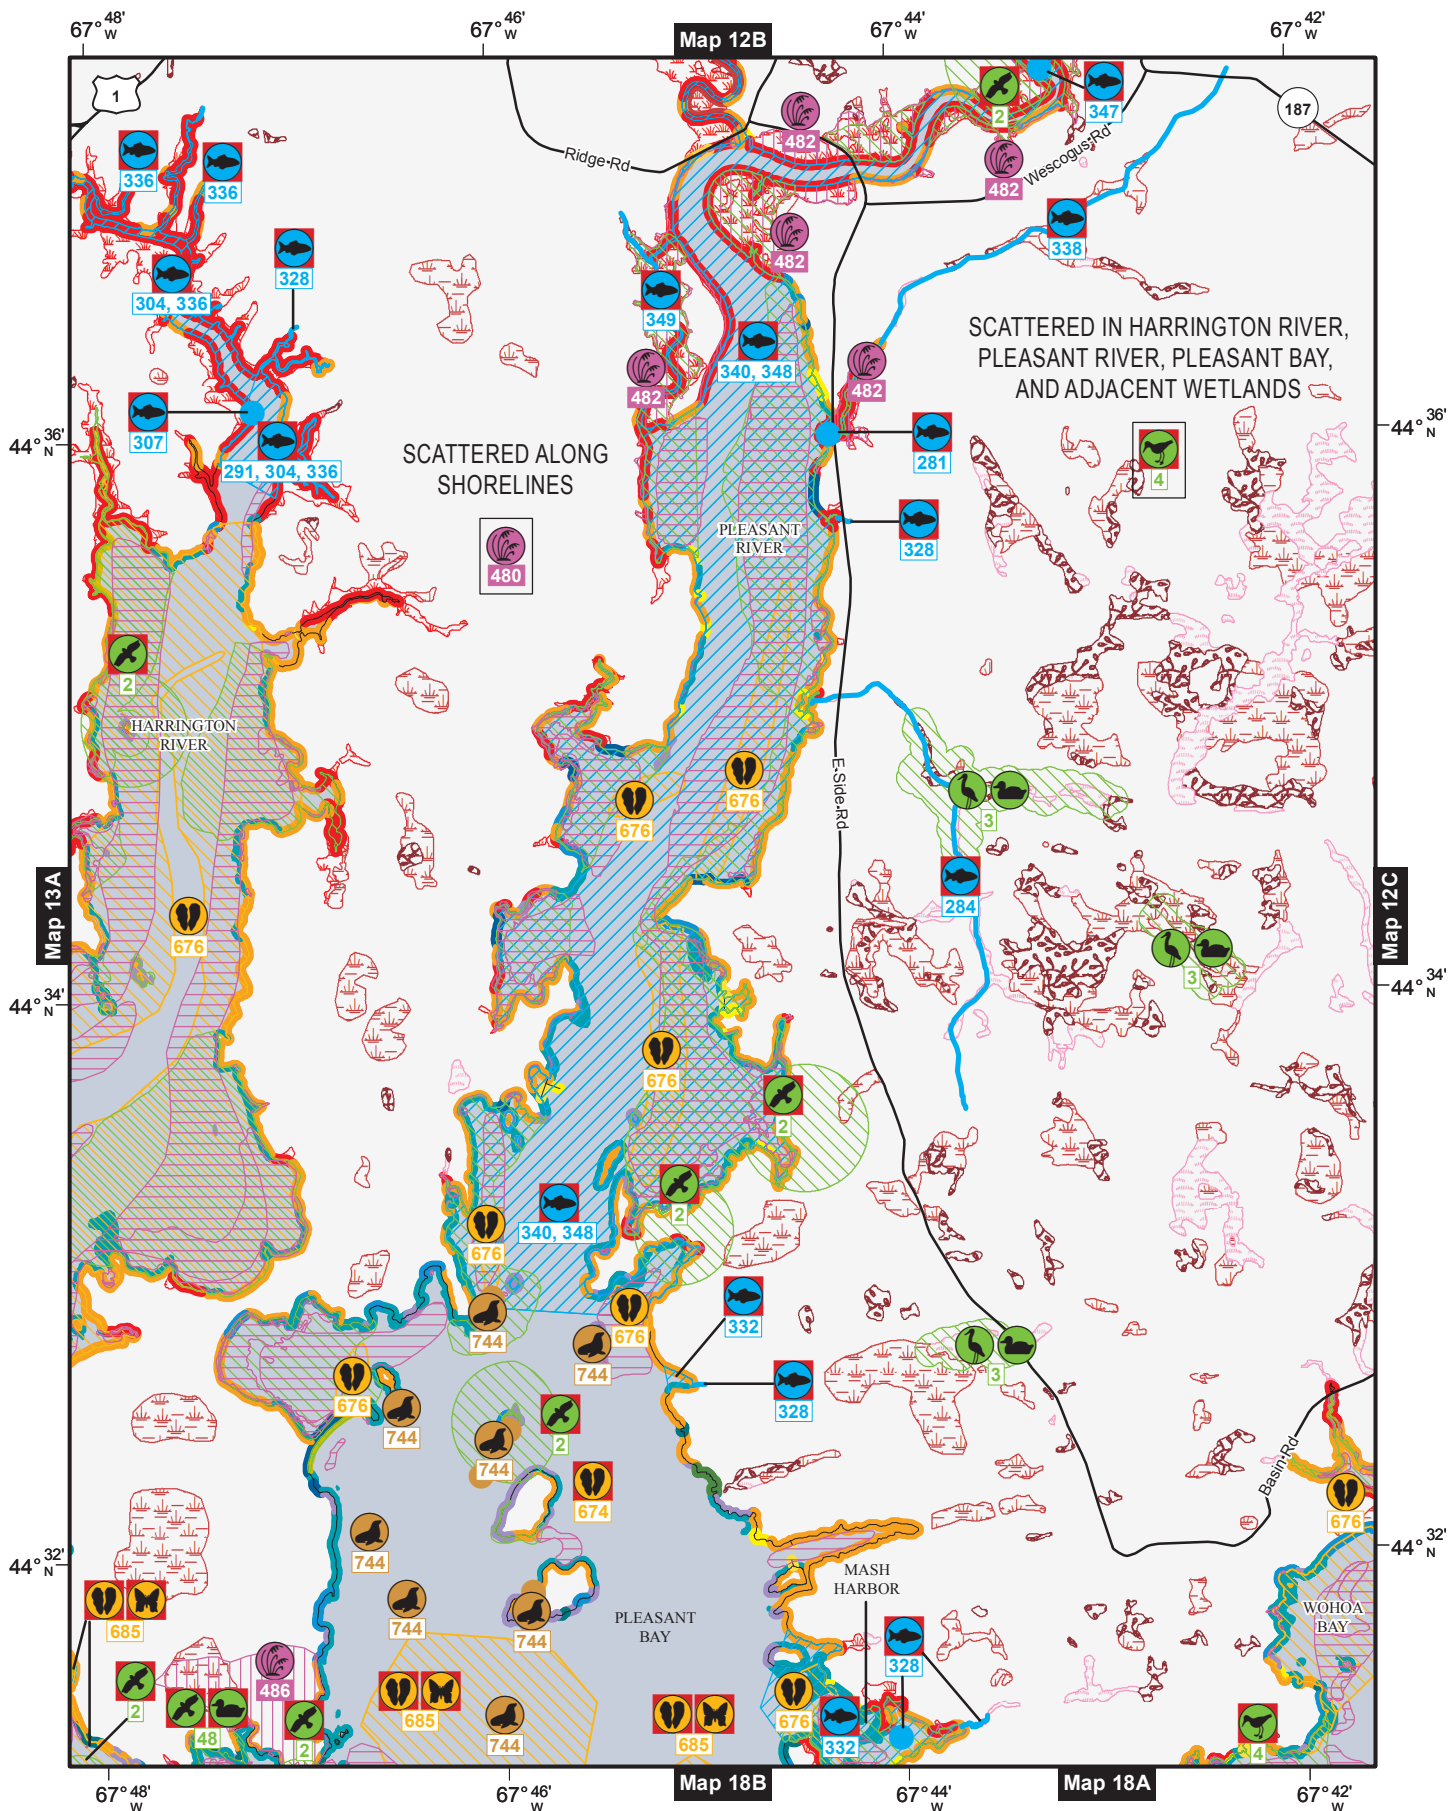 67°48' W
67°46' W
67°44' W
67°42' W
Map 12B
1
2
347
187
482
Ridge Rd
Wescogus Rd
336
336
482
338
482
328
304, 336
349
SCATTERED IN HARRINGTON RIVER,
PLEASANT RIVER, PLEASANT BAY,
AND ADJACENT WETLANDS
340, 348
482
482
307
44°36' N
44°36' N
281
4
SCATTERED ALONG
SHORELINES
291, 304, 336
328
PLEASANT
RIVER
480
2
HARRINGTON
RIVER
E Side Rd
676
676
3
284
Map 13A
Map 12C
676
3
44°34' N
44°34' N
676
2
2
676
340, 348
332
744
676
744
3
328
676
744
2
744
674
Basin Rd
676
744
44°32' N
44°32' N
MASH
HARBOR
685
744
744
PLEASANT
BAY
WOHOA
BAY
328
486
2
48
2
685
744
685
676
332
4
Map 18B
Map 18A
67°48' W
67°46' W
67°44' W
67°42' W